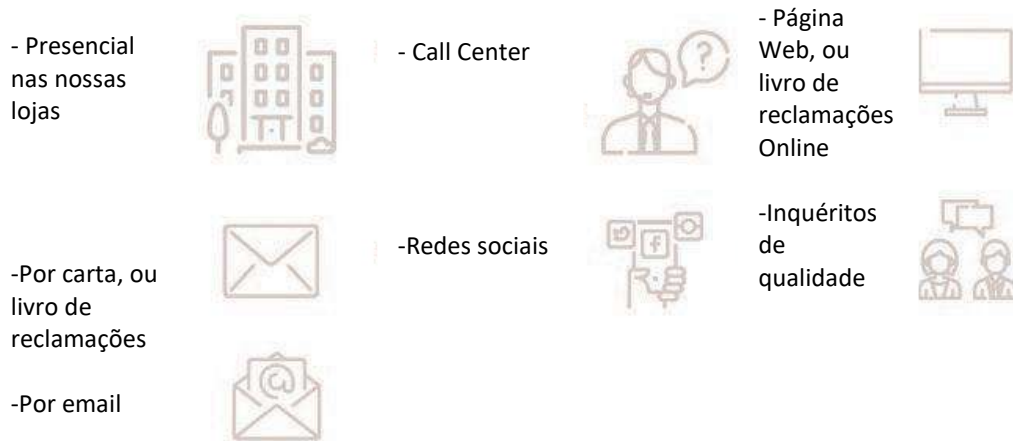 - Presencial
nas nossas
lojas
- Call Center
- Página
Web, ou
livro de
reclamações
Online
-Por carta, ou
livro de
reclamações
-Redes sociais
-Inquéritos
de
qualidade
-Por email